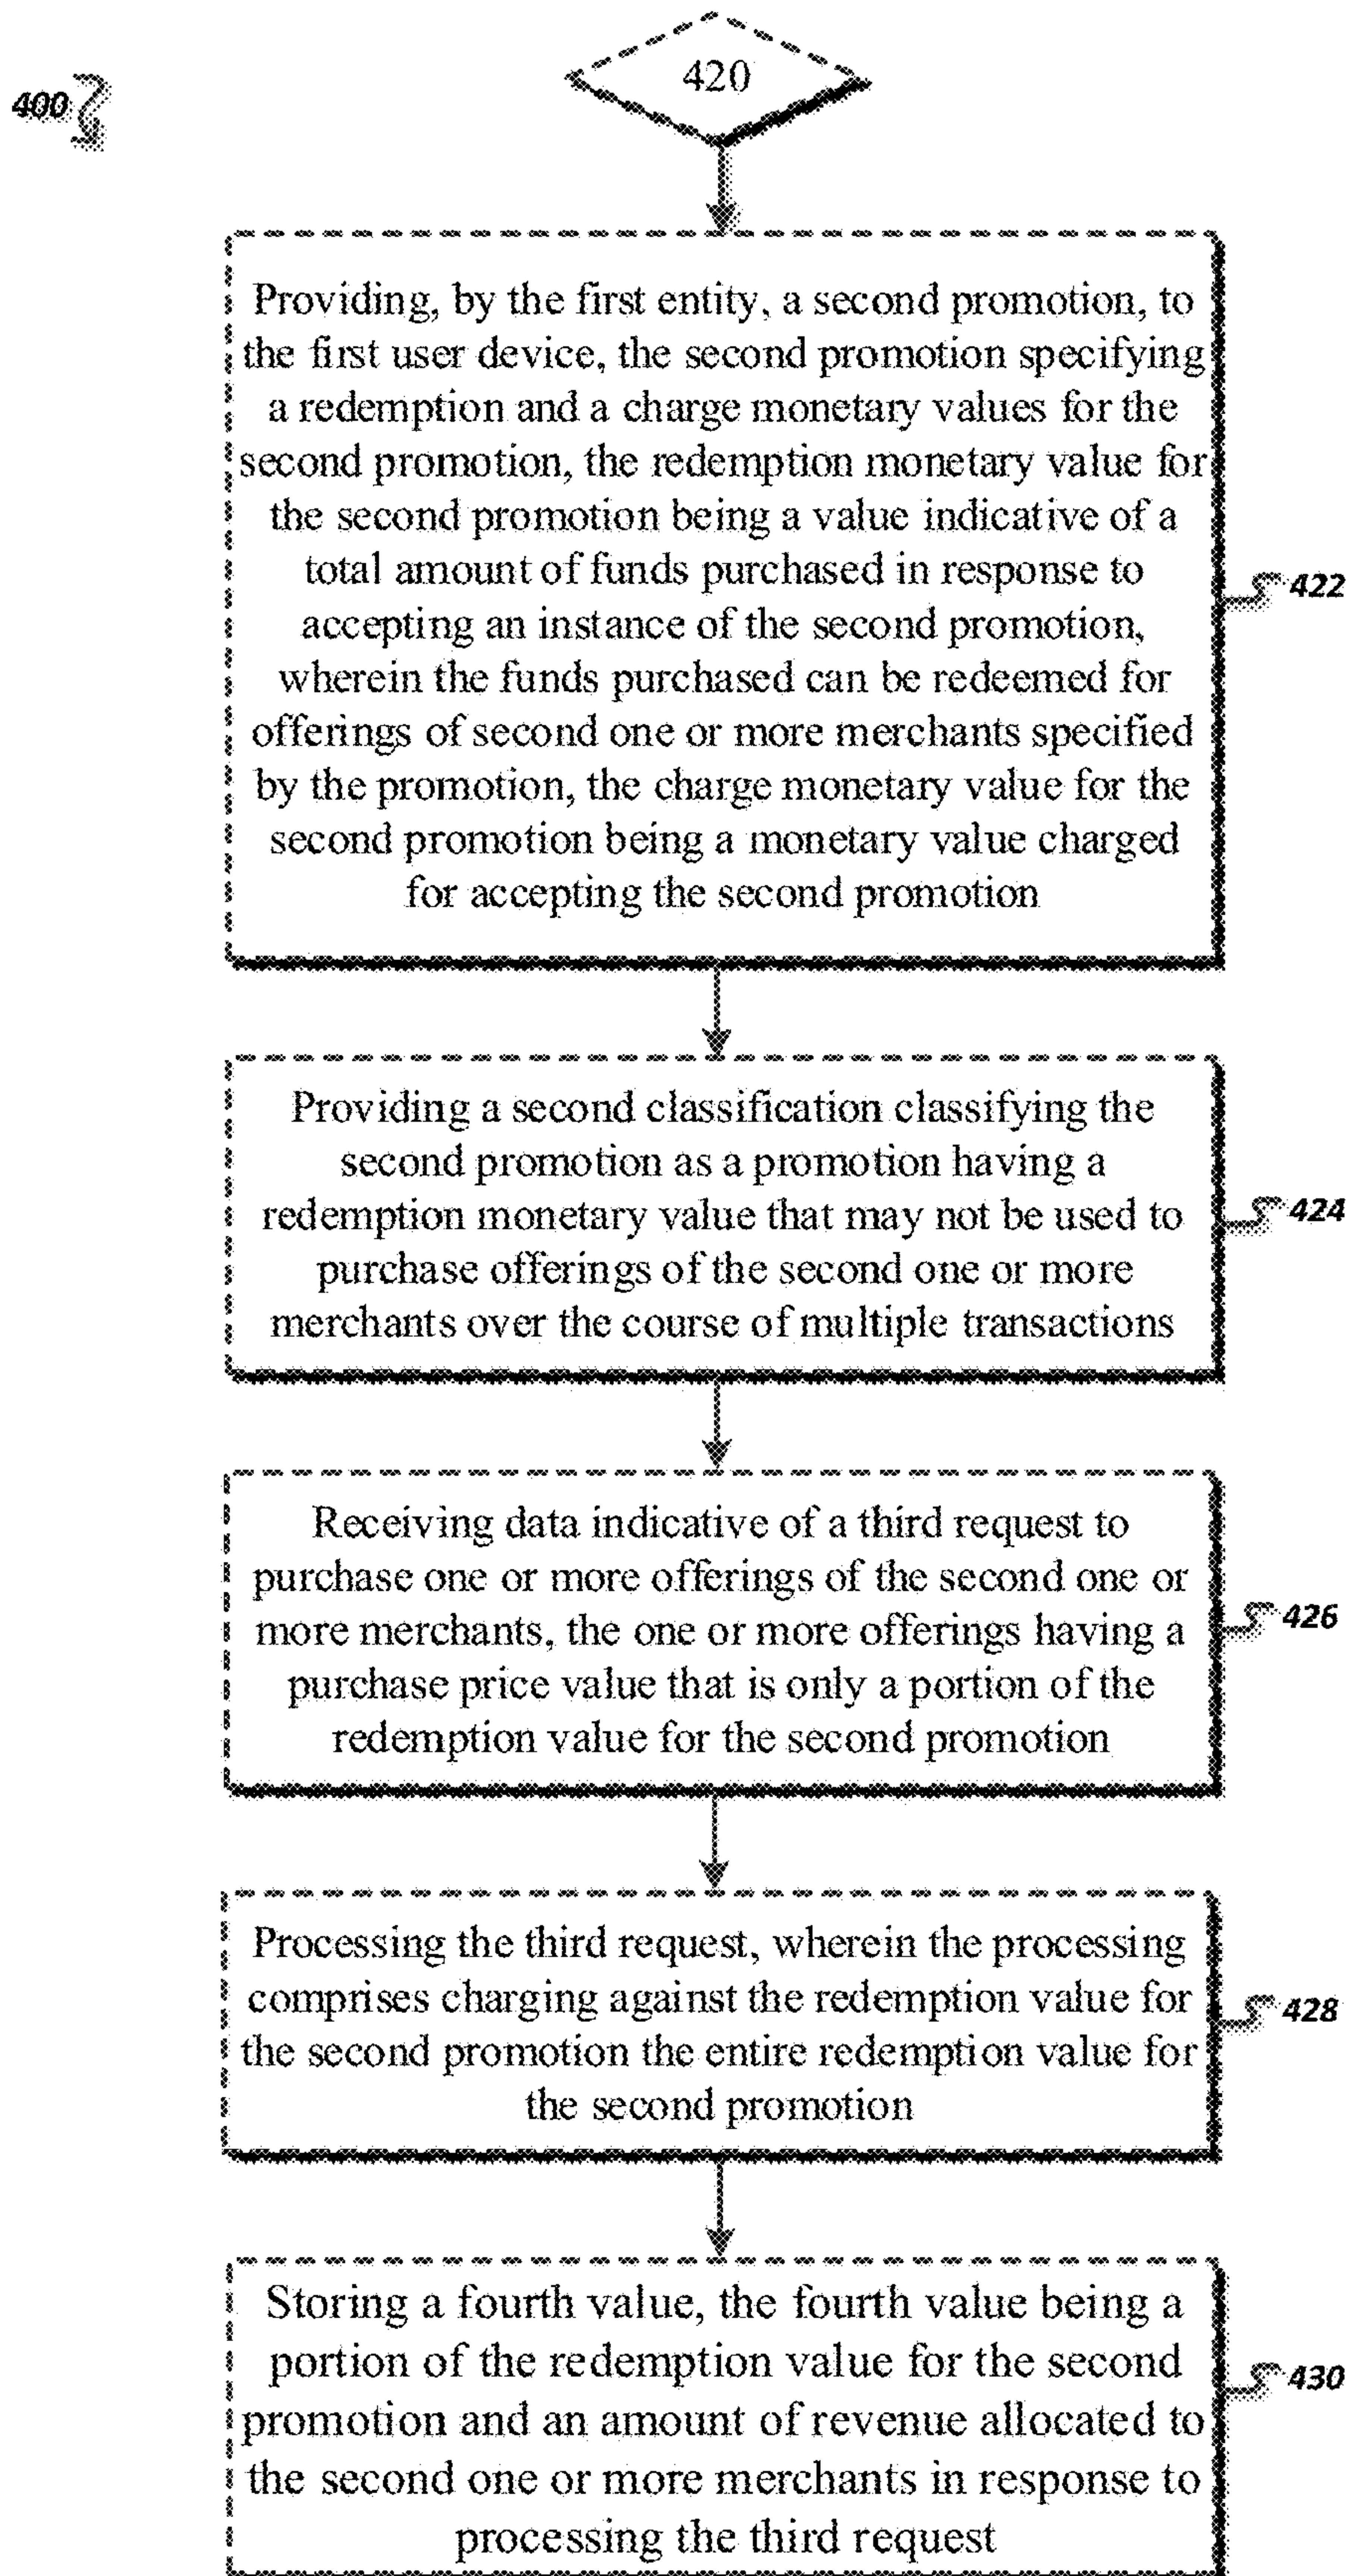 400
420
Providing, by the first entity, a second promotion, to
the first user device, the second promotion specifying
a redemption and a charge monetary values for the
second promotion, the redemption monetary value for
the second promotion being a value indicative of a
total amount of funds purchased in response to
accepting an instance of the second promotion,
wherein the funds purchased can be redeemed for
offerings of second one or more merchants specified
by the promotion, the charge monetary value for the
second promotion being a monetary value charged
for accepting the second promotion
422
Providing a second classification classifying the
second promotion as a promotion having a
redemption monetary value that may not be used to
purchase offerings of the second one or more
merchants over the course of multiple transactions
424
Receiving data indicative of a third request to
purchase one or more offerings of the second one or
more merchants, the one or more offerings having a
purchase price value that is only a portion of the
redemption value for the second promotion
426
Processing the third request, wherein the processing
comprises charging against the redemption value for
the second promotion the entire redemption value for
the second promotion
428
Storing a fourth value, the fourth value being a
portion of the redemption value for the second
promotion and an amount of revenue allocated to
the second one or more merchants in response to
processing the third request
430